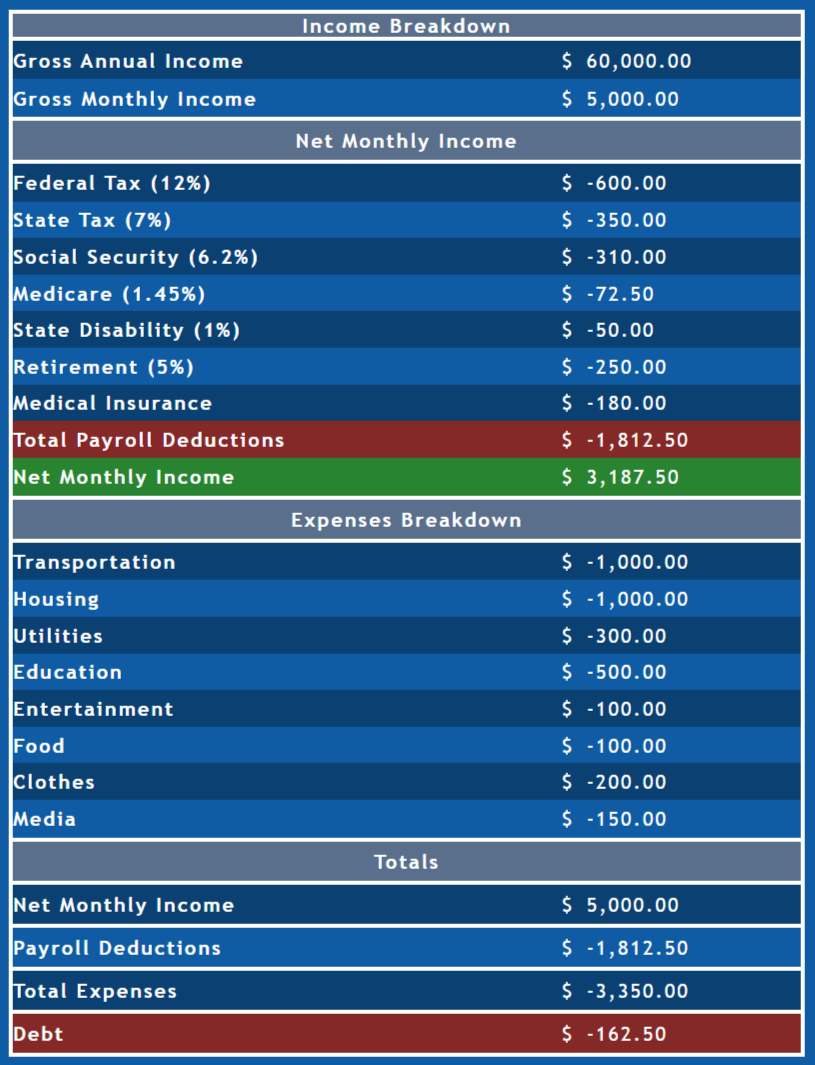 Income Breakdown
Gross Annual Income $ 60,000.00
Gross Monthly Income $ 5,000.00
Net Monthly Income
Federal Tax (12%) $ -600.00
State Tax (7%) $ -350.00
Social Security (6.2%) $ -310.00
Medicare (1.45%) $ -72.50
State Disability (1%) $ -50.00
Retirement (5%) $ -250.00
Medical Insurance $ -180.00
Total Payroll Deductions $ -1,812.50
Net Monthly Income $ 3,187.50
Expenses Breakdown
Transportation $ -1,000.00
Housing $ -1,000.00
Utilities $ -300.00
Education $ -500.00
Entertainment $ -100.00
Food $ -100.00
Clothes $ -200.00
Media $ -150.00
Totals
Net Monthly Income $ 5,000.00
Payroll Deductions $ -1,812.50
Total Expenses $ -3,350.00
Debt $ -162.50